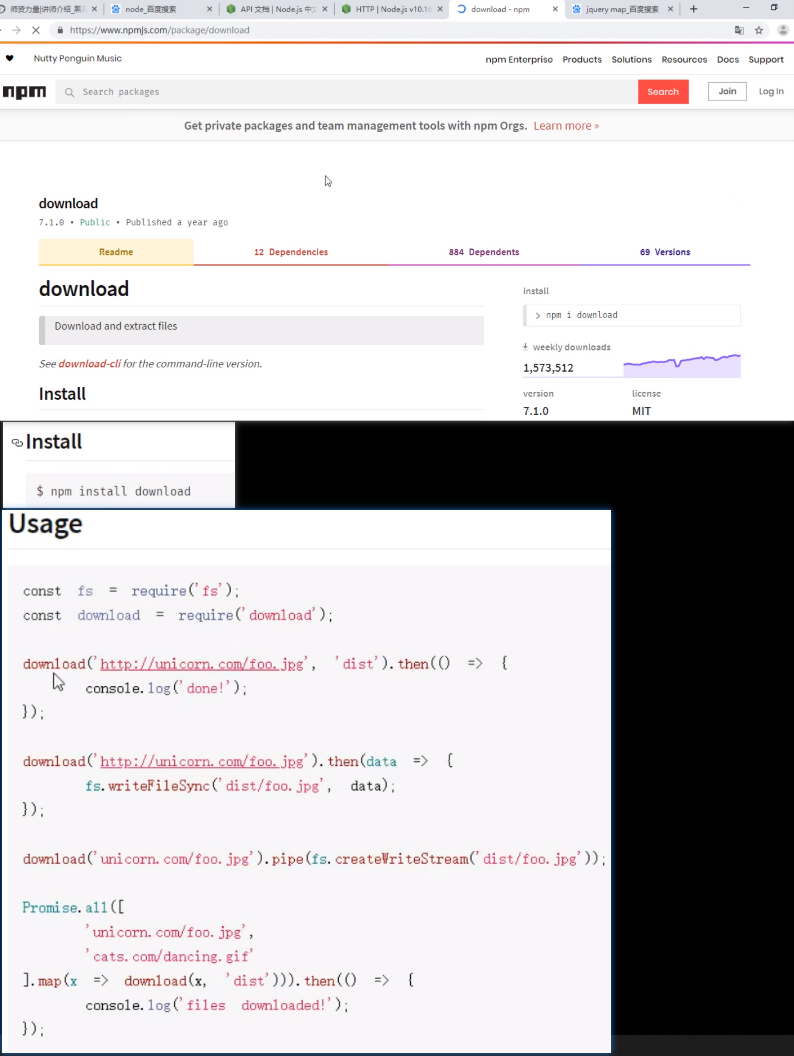 师资力量|讲师介绍_黑 node_百度搜索 API 文档 | Node.js 中文 HTTP | Node.js v10.16 download - npm jquery map_百度搜索
https://www.npmjs.com/package/download
Nutty Penguin Music npm Enterprise Products Solutions Resources Docs Support
npm Search packages Search Join Log In
Get private packages and team management tools with npm Orgs. Learn more »
download
7.1.0 • Public • Published a year ago
Readme 12 Dependencies 884 Dependents 69 Versions
download
Download and extract files
See download-cli for the command-line version.
Install
install
> npm i download
weekly downloads
1,573,512
version license
7.1.0 MIT
Install
$ npm install download
Usage
const fs = require('fs');
const download = require('download');
download('http://unicorn.com/foo.jpg', 'dist').then(() => {
console.log('done!');
});
download('http://unicorn.com/foo.jpg').then(data => {
fs.writeFileSync('dist/foo.jpg', data);
});
download('unicorn.com/foo.jpg').pipe(fs.createWriteStream('dist/foo.jpg'));
Promise.all([
'unicorn.com/foo.jpg',
'cats.com/dancing.gif'
].map(x => download(x, 'dist'))).then(() => {
console.log('files downloaded!');
});